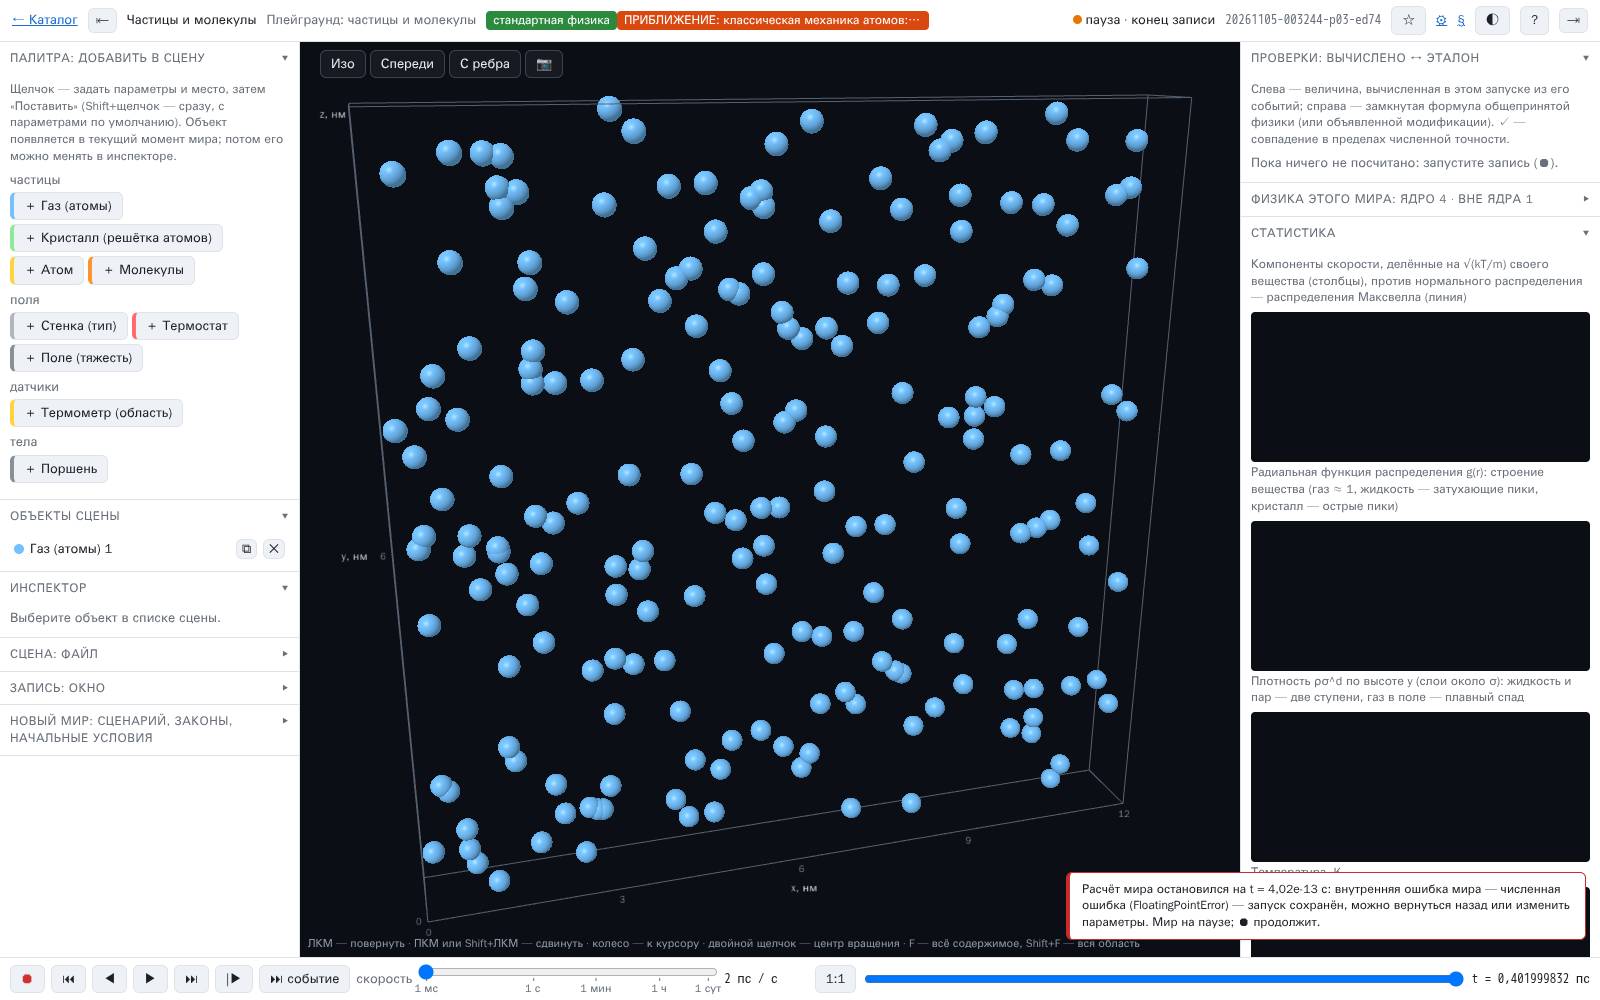 ← Каталог
⇤
Частицы и молекулы
Плейграунд: частицы и молекулы
стандартная физика
ПРИБЛИЖЕНИЕ: классическая механика атомов:…
пауза · конец записи
20261105-003244-p03-ed74
☆
⚙
§
◐
?
⇥
ПАЛИТРА: ДОБАВИТЬ В СЦЕНУ
Щелчок — задать параметры и место, затем
«Поставить» (Shift+щелчок — сразу, с
параметрами по умолчанию). Объект
появляется в текущий момент мира; потом его
можно менять в инспекторе.
частицы
+ Газ (атомы)
+ Кристалл (решётка атомов)
+ Атом
+ Молекулы
поля
+ Стенка (тип)
+ Термостат
+ Поле (тяжесть)
датчики
+ Термометр (область)
тела
+ Поршень
ОБЪЕКТЫ СЦЕНЫ
Газ (атомы) 1
ИНСПЕКТОР
Выберите объект в списке сцены.
СЦЕНА: ФАЙЛ
ЗАПИСЬ: ОКНО
НОВЫЙ МИР: СЦЕНАРИЙ, ЗАКОНЫ,
НАЧАЛЬНЫЕ УСЛОВИЯ
Изо
Спереди
С ребра
z, нм
y, нм
6
0
0
3
6
x, нм
9
12
ЛКМ — повернуть · ПКМ или Shift+ЛКМ — сдвинуть · колесо — к курсору · двойной щелчок — центр вращения · F — всё содержимое, Shift+F — вся область
ПРОВЕРКИ: ВЫЧИСЛЕНО ↔ ЭТАЛОН
Слева — величина, вычисленная в этом запуске из его
событий; справа — замкнутая формула общепринятой
физики (или объявленной модификации). ✓ —
совпадение в пределах численной точности.
Пока ничего не посчитано: запустите запись (⏺).
ФИЗИКА ЭТОГО МИРА: ЯДРО 4 · ВНЕ ЯДРА 1
СТАТИСТИКА
Компоненты скорости, делённые на √(kT/m) своего
вещества (столбцы), против нормального распределения
— распределения Максвелла (линия)
Радиальная функция распределения g(r): строение
вещества (газ ≈ 1, жидкость — затухающие пики,
кристалл — острые пики)
Плотность ρσ^d по высоте y (слои около σ): жидкость и
пар — две ступени, газ в поле — плавный спад
Температура, K
Расчёт мира остановился на t = 4,02e-13 с: внутренняя ошибка мира — численная
ошибка (FloatingPointError) — запуск сохранён, можно вернуться назад или изменить
параметры. Мир на паузе; ⏺ продолжит.
⏭ событие
скорость
1 мс
1 с
1 мин
1 ч
1 сут
2 пс / с
1:1
t = 0,401999832 пс